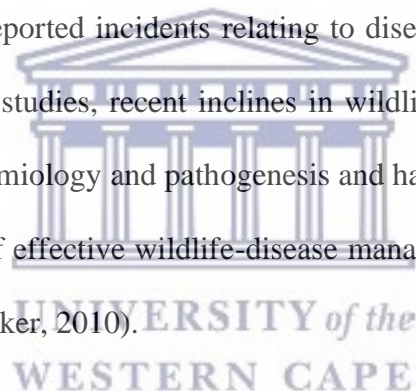 eported incidents relating to dise
studies, recent inclines in wildli
miology and pathogenesis and ha
f effective wildlife-disease mana
ker, 2010).
UNIVERSITY of the
WESTERN CAPE